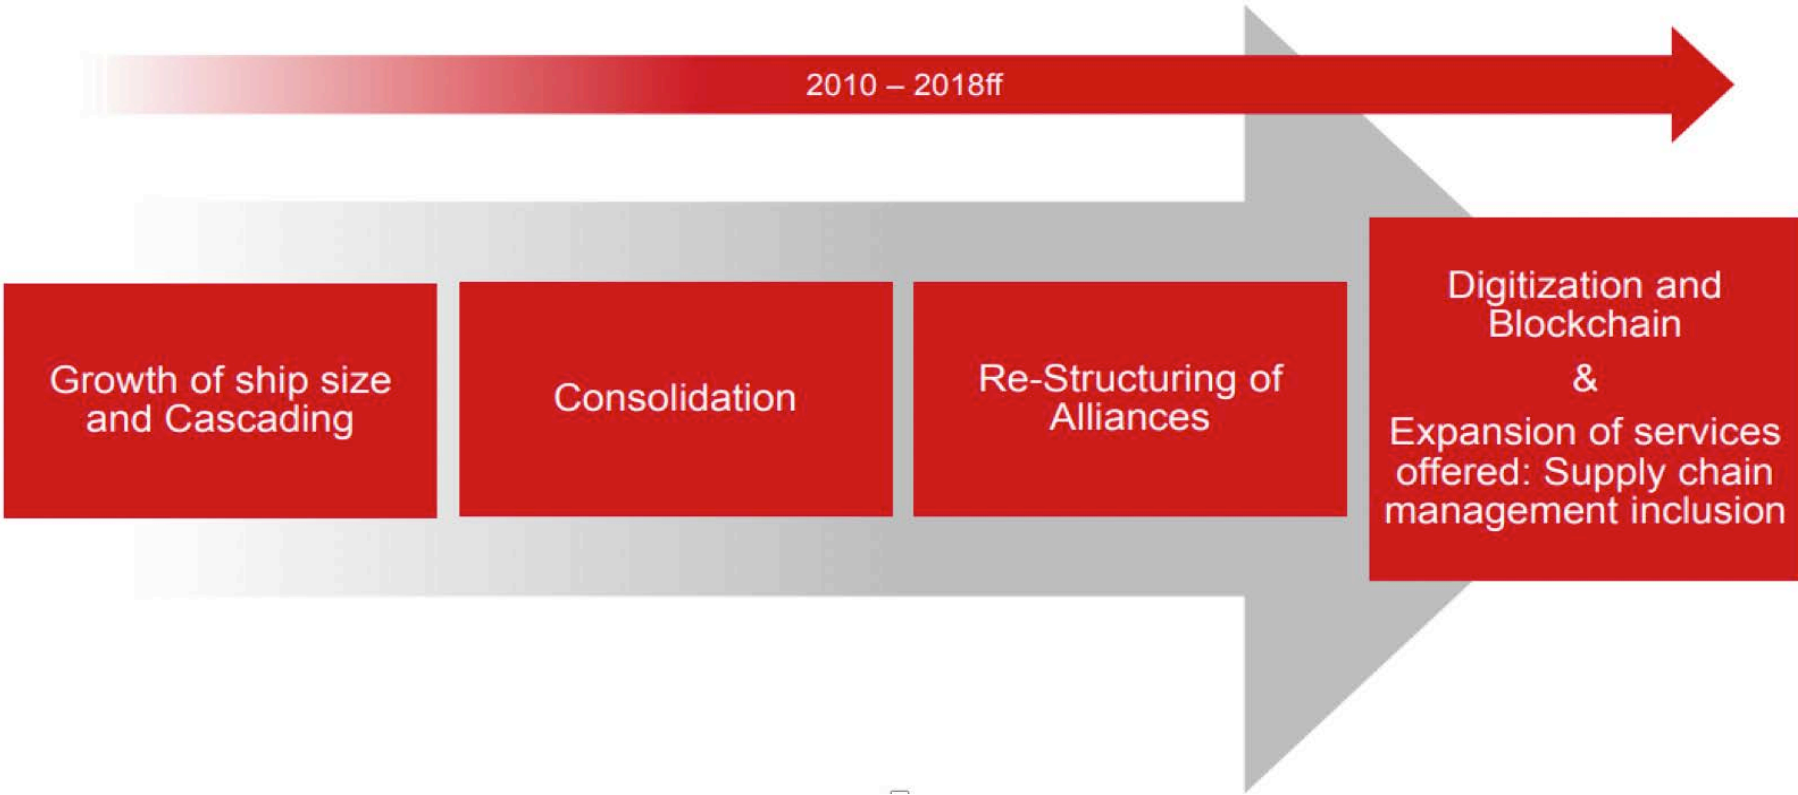 2010 – 2018ff
Growth of ship size
and Cascading
Consolidation
Re-Structuring of
Alliances
Digitization and
Blockchain
&
Expansion of services
offered: Supply chain
management inclusion